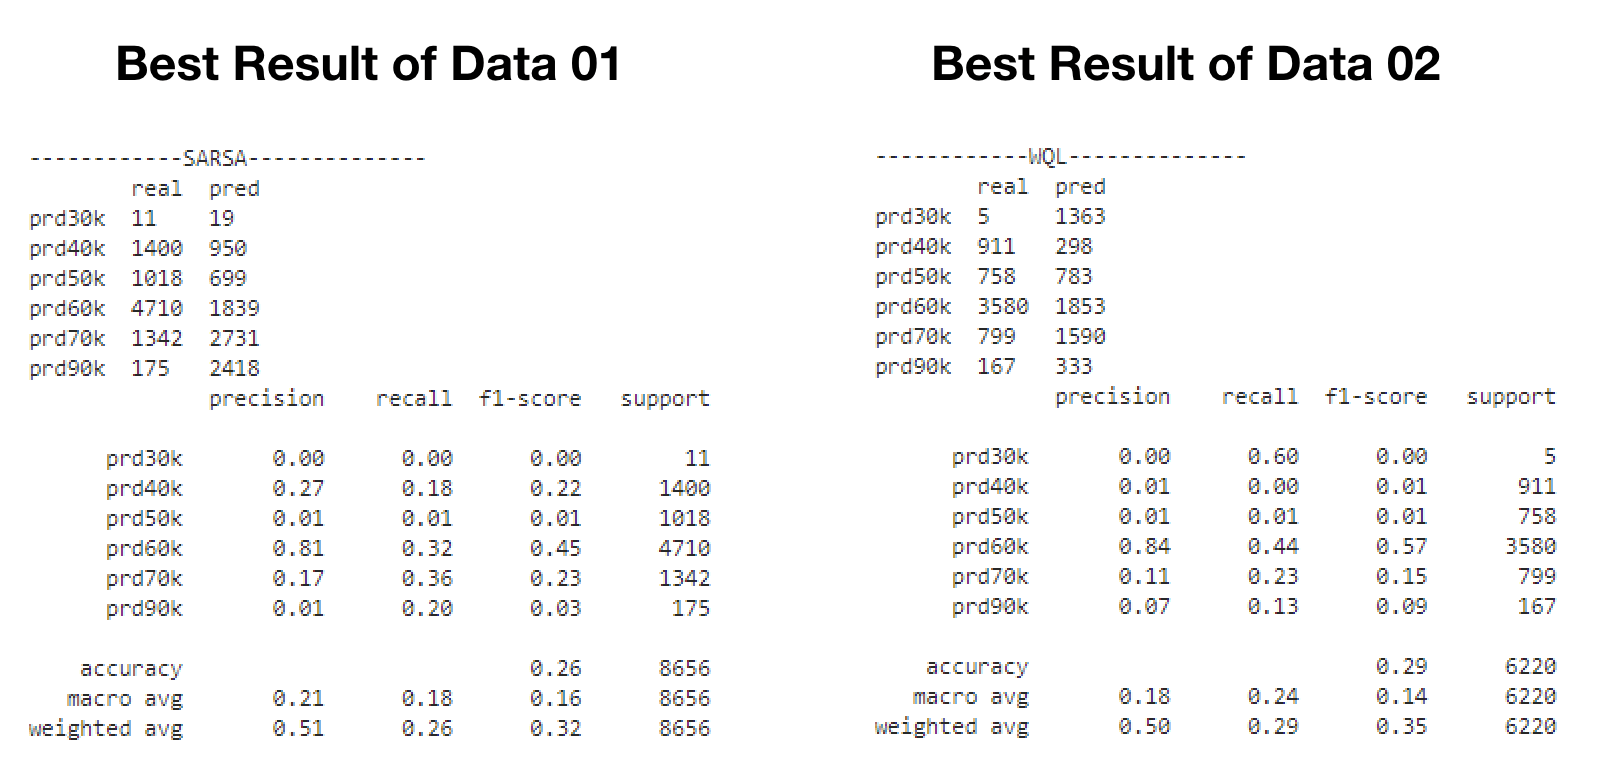 Best Result of Data 01
------------SARSA--------------
real pred
prd30k 11 19
prd40k 1400 950
prd50k 1018 699
prd60k 4710 1839
prd70k 1342 2731
prd90k 175 2418
precision recall f1-score support
prd30k 0.00 0.00 0.00 11
prd40k 0.27 0.18 0.22 1400
prd50k 0.01 0.01 0.01 1018
prd60k 0.81 0.32 0.45 4710
prd70k 0.17 0.36 0.23 1342
prd90k 0.01 0.20 0.03 175
accuracy 0.26 8656
macro avg 0.21 0.18 0.16 8656
weighted avg 0.51 0.26 0.32 8656
Best Result of Data 02
------------WQL--------------
real pred
prd30k 5 1363
prd40k 911 298
prd50k 758 783
prd60k 3580 1853
prd70k 799 1590
prd90k 167 333
precision recall f1-score support
prd30k 0.00 0.60 0.00 5
prd40k 0.01 0.00 0.01 911
prd50k 0.01 0.01 0.01 758
prd60k 0.84 0.44 0.57 3580
prd70k 0.11 0.23 0.15 799
prd90k 0.07 0.13 0.09 167
accuracy 0.29 6220
macro avg 0.18 0.24 0.14 6220
weighted avg 0.50 0.29 0.35 6220